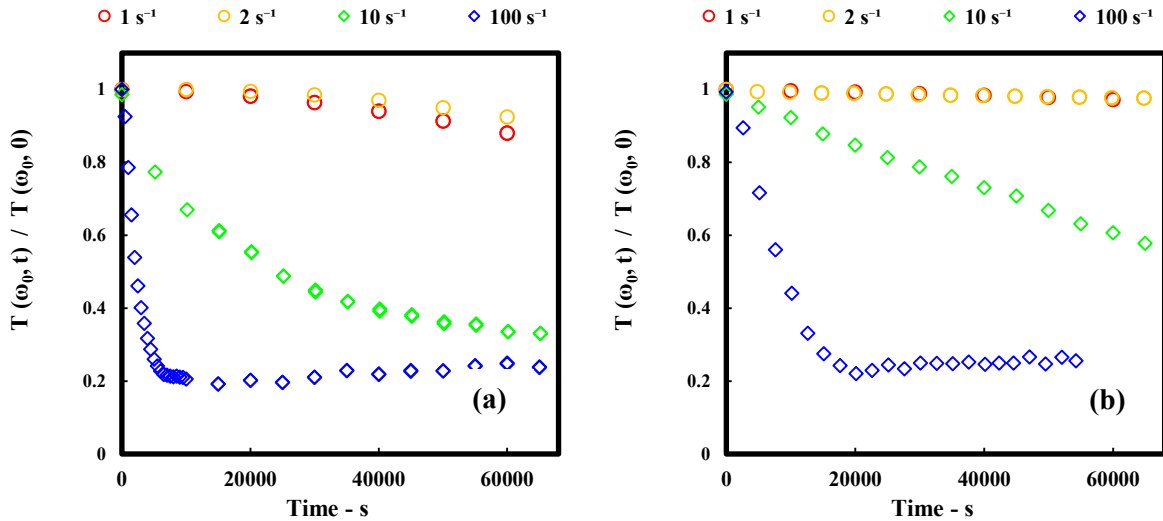 1 s⁻¹ 2 s⁻¹ 10 s⁻¹ 100 s⁻¹
T (ω₀, t) / T (ω₀, 0)
1
0.8
0.6
0.4
0.2
0
(a)
0 20000 40000 60000
Time - s
1 s⁻¹ 2 s⁻¹ 10 s⁻¹ 100 s⁻¹
T (ω₀, t) / T (ω₀, 0)
1
0.8
0.6
0.4
0.2
0
(b)
0 20000 40000 60000
Time - s